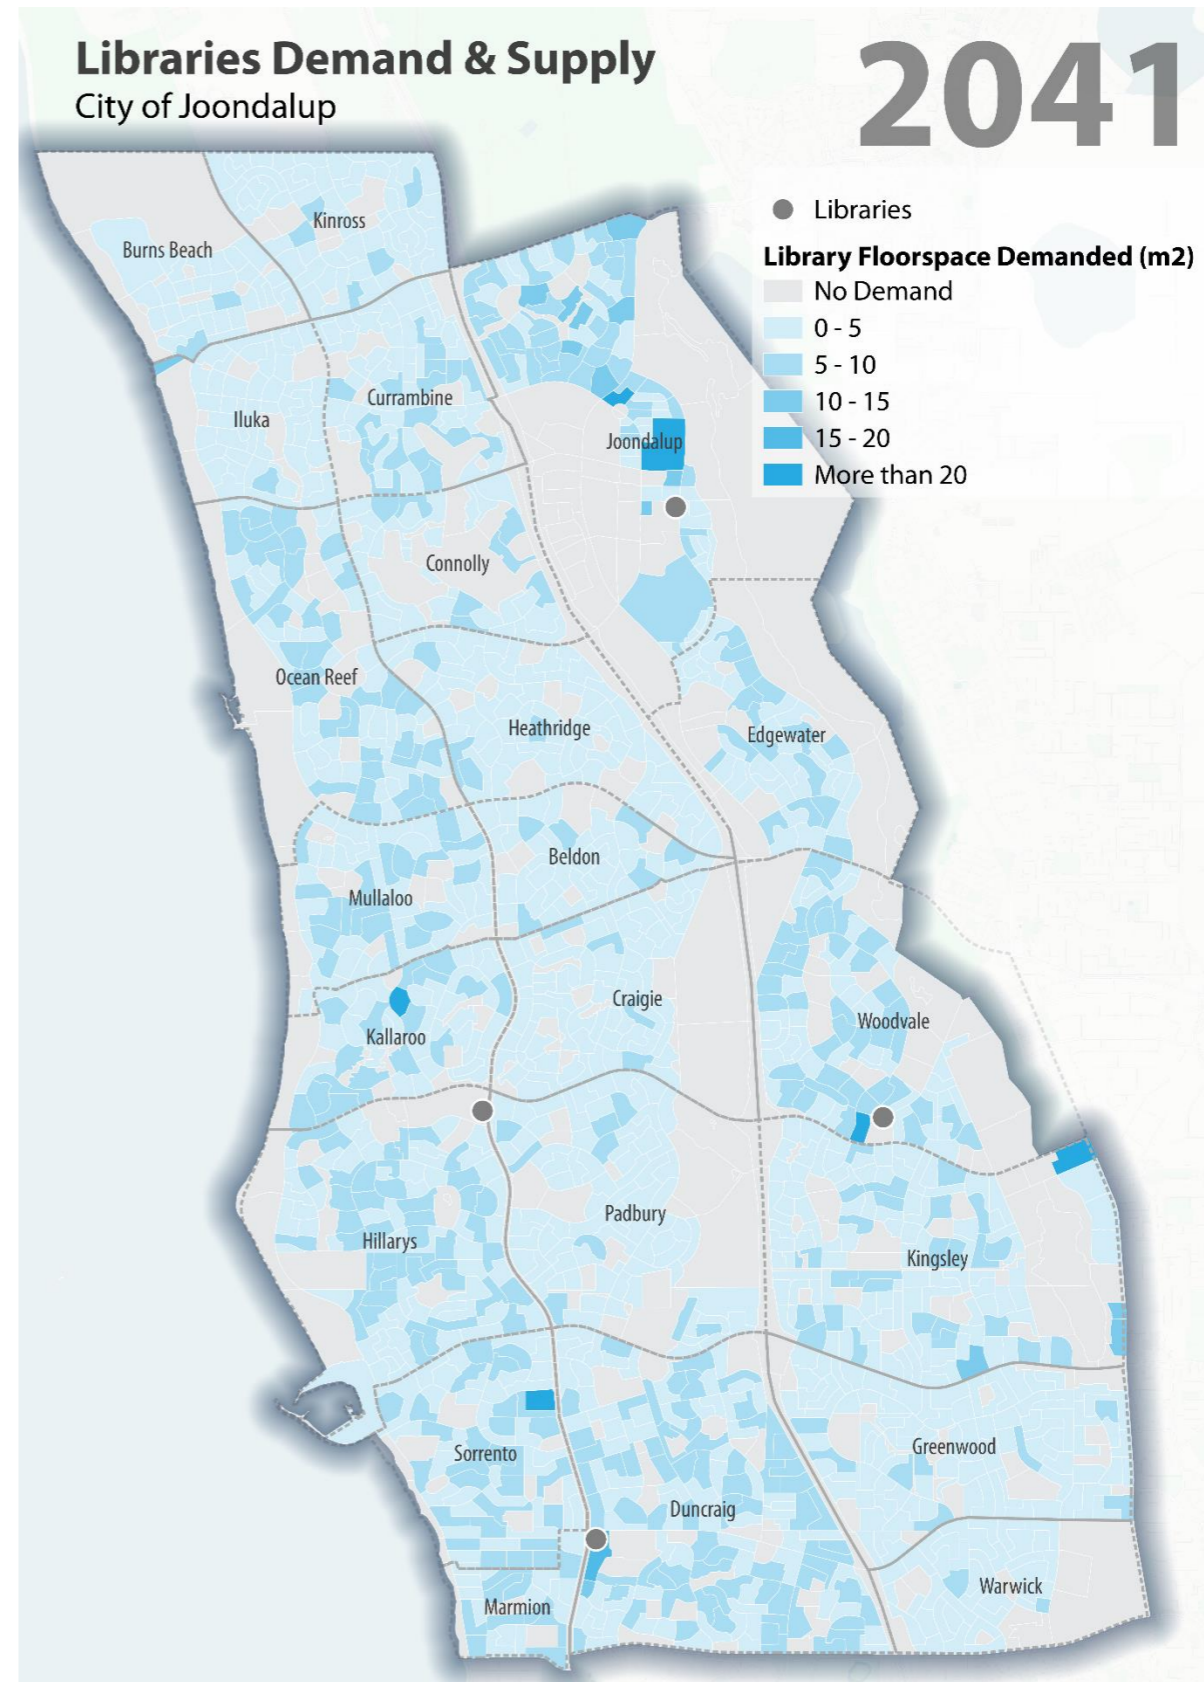 Libraries Demand & Supply
City of Joondalup
2041
Libraries
Library Floorspace Demanded (m2)
No Demand
0 - 5
5 - 10
10 - 15
15 - 20
More than 20
Kinross
Burns Beach
Currambine
Iluka
Joondalup
Connolly
Ocean Reef
Heathridge
Edgewater
Beldon
Mullaloo
Craigie
Woodvale
Kallaroo
Padbury
Hillarys
Kingsley
Greenwood
Sorrento
Duncraig
Warwick
Marmion